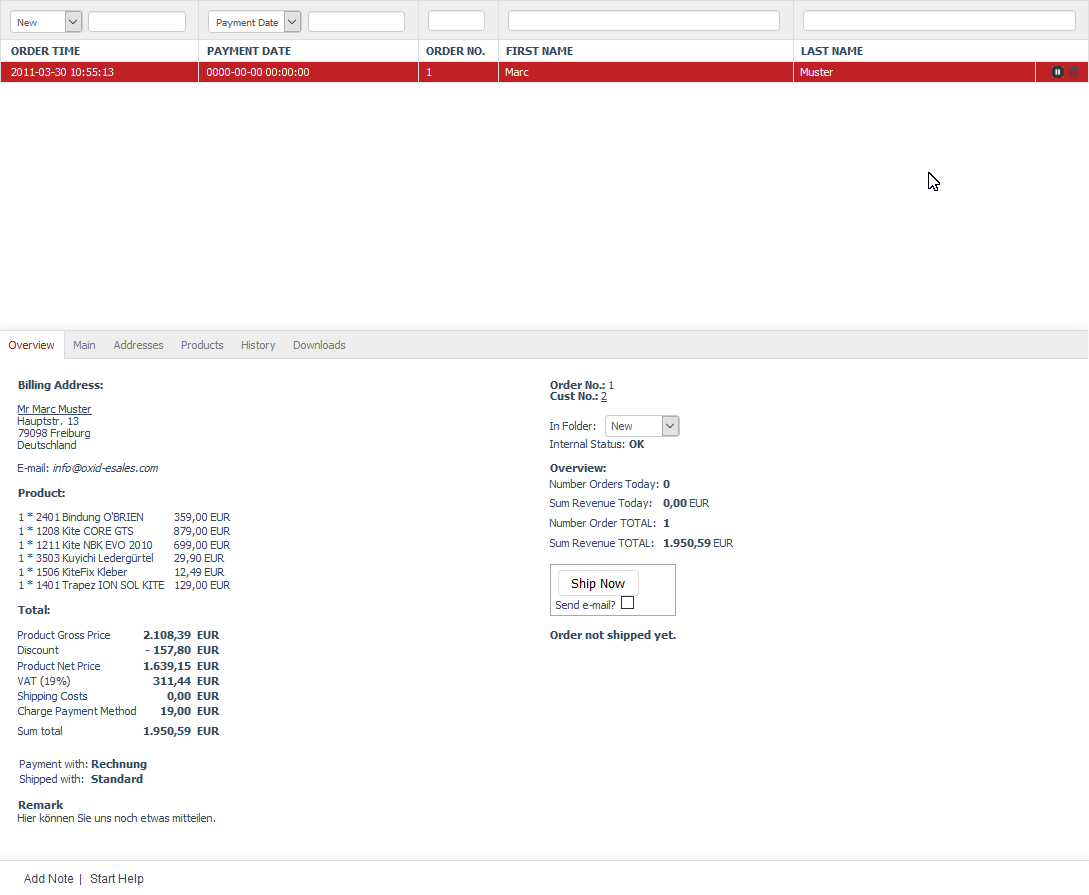 New Payment Date
ORDER TIME PAYMENT DATE ORDER NO. FIRST NAME LAST NAME
2011-03-30 10:55:13 0000-00-00 00:00:00 1 Marc Muster
Overview Main Addresses Products History Downloads
Billing Address:
Mr Marc Muster
Hauptstr. 13
79098 Freiburg
Deutschland
E-mail: info@oxid-esales.com
Product:
1 * 2401 Bindung O'BRIEN 359,00 EUR
1 * 1208 Kite CORE GTS 879,00 EUR
1 * 1211 Kite NBK EVO 2010 699,00 EUR
1 * 3503 Kuyichi Ledergürtel 29,90 EUR
1 * 1506 KiteFix Kleber 12,49 EUR
1 * 1401 Trapez ION SOL KITE 129,00 EUR
Total:
Product Gross Price 2.108,39 EUR
Discount - 157,80 EUR
Product Net Price 1.639,15 EUR
VAT (19%) 311,44 EUR
Shipping Costs 0,00 EUR
Charge Payment Method 19,00 EUR
Sum total 1.950,59 EUR
Payment with: Rechnung
Shipped with: Standard
Remark
Hier können Sie uns noch etwas mitteilen.
Order No.: 1
Cust No.: 2
In Folder: New
Internal Status: OK
Overview:
Number Orders Today: 0
Sum Revenue Today: 0,00 EUR
Number Order TOTAL: 1
Sum Revenue TOTAL: 1.950,59 EUR
Ship Now
Send e-mail?
Order not shipped yet.
Add Note | Start Help